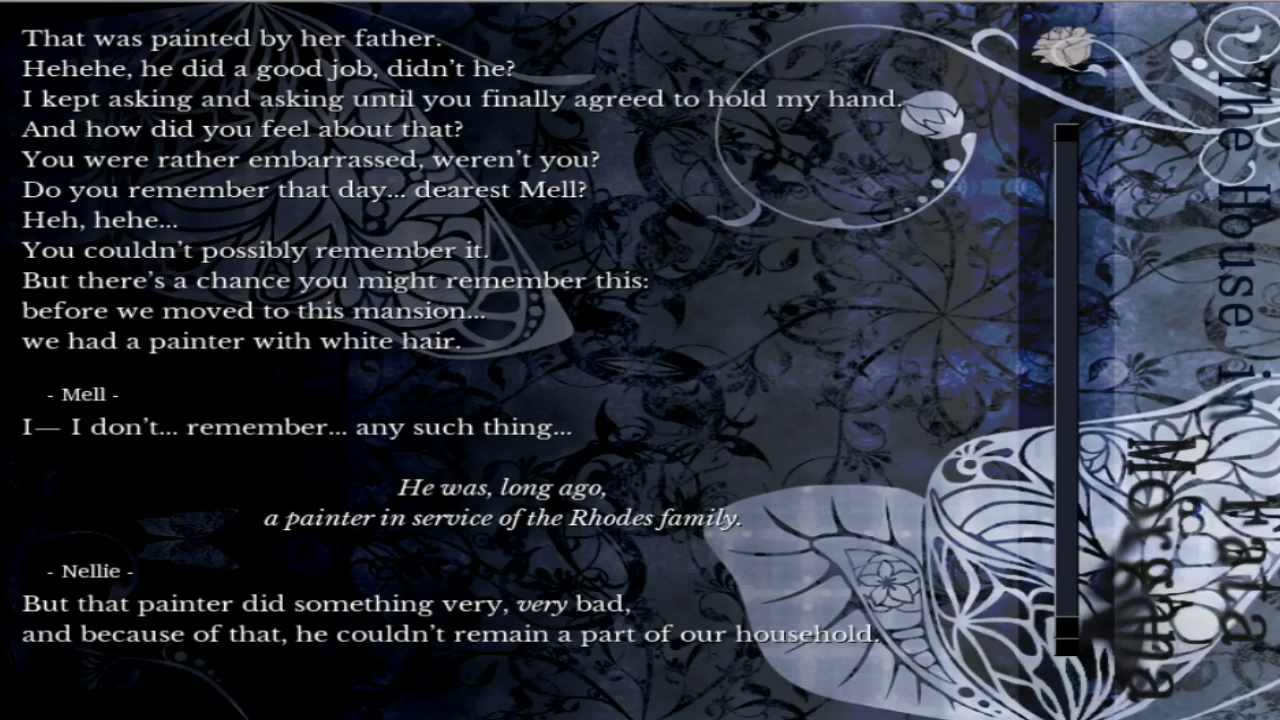 That was painted by her father.
Hehehe, he did a good job, didn't he?
I kept asking and asking until you finally agreed to hold my hand.
And how did you feel about that?
You were rather embarrassed, weren't you?
Do you remember that day... dearest Mell?
Heh, hehe...
You couldn't possibly remember it.
But there's a chance you might remember this:
before we moved to this mansion...
we had a painter with white hair.
- Mell -
I— I don't... remember... any such thing...
He was, long ago,
a painter in service of the Rhodes family.
- Nellie -
But that painter did something very, very bad,
and because of that, he couldn't remain a part of our household.
The House in
Fata
Morgana